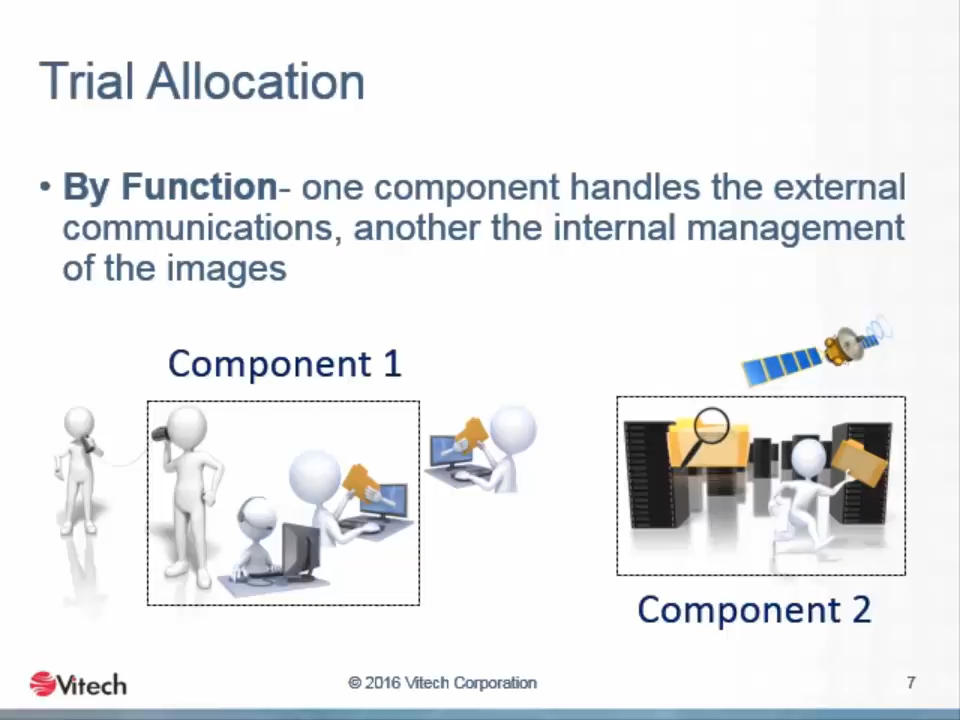 Trial Allocation
• By Function- one component handles the external
communications, another the internal management
of the images
Component 1
Component 2
Vitech
© 2016 Vitech Corporation
7